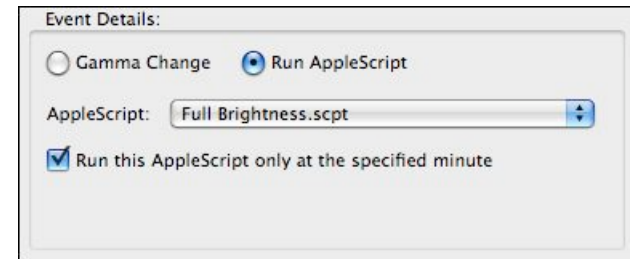 Event Details:
Gamma Change Run AppleScript
AppleScript: Full Brightness.scpt
Run this AppleScript only at the specified minute